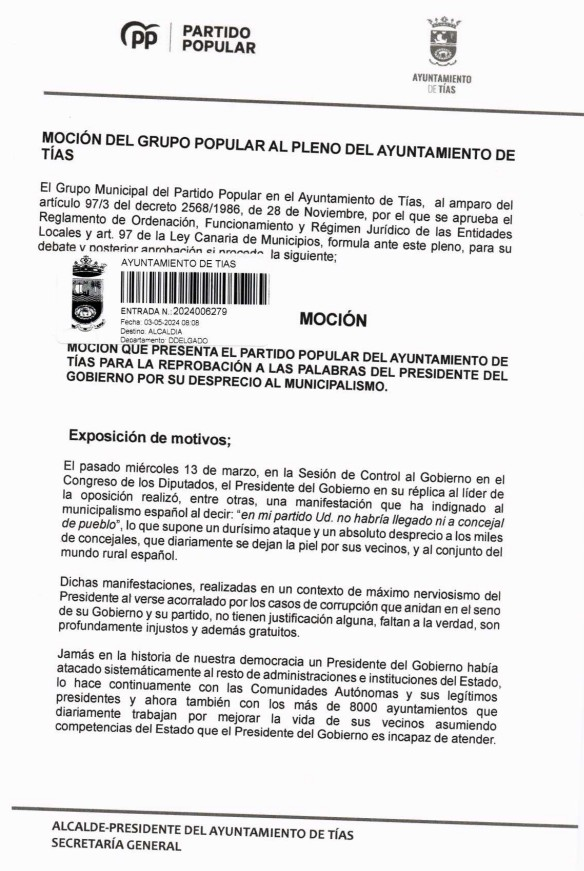 PARTIDO
POPULAR
AYUNTAMIENTO
DE TÍAS
MOCIÓN DEL GRUPO POPULAR AL PLENO DEL AYUNTAMIENTO DE
TÍAS
El Grupo Municipal del Partido Popular en el Ayuntamiento de Tías, al amparo del
artículo 97/3 del decreto 2568/1986, de 28 de Noviembre, por el que se aprueba el
Reglamento de Ordenación, Funcionamiento y Régimen Jurídico de las Entidades
Locales y art. 97 de la Ley Canaria de Municipios, formula ante este pleno, para su
debate y posterior aprobación si procede, la siguiente;
AYUNTAMIENTO DE TIAS
ENTRADA N.:2024006279
Fecha: 03-05-2024 08:08
Destino: ALCALDIA
Departamento: DDELGADO
MOCIÓN
MOCIÓN QUE PRESENTA EL PARTIDO POPULAR DEL AYUNTAMIENTO DE
TÍAS PARA LA REPROBACIÓN A LAS PALABRAS DEL PRESIDENTE DEL
GOBIERNO POR SU DESPRECIO AL MUNICIPALISMO.
Exposición de motivos;
El pasado miércoles 13 de marzo, en la Sesión de Control al Gobierno en el
Congreso de los Diputados, el Presidente del Gobierno en su réplica al líder de
la oposición realizó, entre otras, una manifestación que ha indignado al
municipalismo español al decir: “en mi partido Ud. no habría llegado ni a concejal
de pueblo”, lo que supone un durísimo ataque y un absoluto desprecio a los miles
de concejales, que diariamente se dejan la piel por sus vecinos, y al conjunto del
mundo rural español.
Dichas manifestaciones, realizadas en un contexto de máximo nerviosismo del
Presidente al verse acorralado por los casos de corrupción que anidan en el seno
de su Gobierno y su partido, no tienen justificación alguna, faltan a la verdad, son
profundamente injustos y además gratuitos.
Jamás en la historia de nuestra democracia un Presidente del Gobierno había
atacado sistemáticamente al resto de administraciones e instituciones del Estado,
lo hace continuamente con las Comunidades Autónomas y sus legítimos
presidentes y ahora también con los más de 8000 ayuntamientos que
diariamente trabajan por mejorar la vida de sus vecinos asumiendo
competencias del Estado que el Presidente del Gobierno es incapaz de atender.
ALCALDE-PRESIDENTE DEL AYUNTAMIENTO DE TÍAS
SECRETARÍA GENERAL